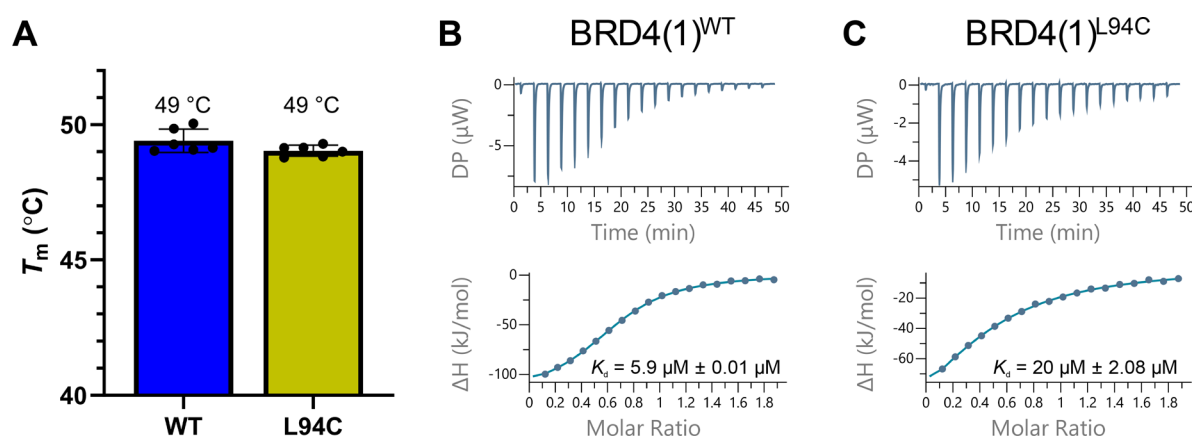 A
49 °C
49 °C
50
45
40
Tm (°C)
WT
L94C
B
BRD4(1)WT
0
-5
DP (µW)
0 5 10 15 20 25 30 35 40 45 50
Time (min)
0
-50
-100
ΔH (kJ/mol)
Kd = 5.9 µM ± 0.01 µM
0 0.2 0.4 0.6 0.8 1 1.2 1.4 1.6 1.8
Molar Ratio
C
BRD4(1)L94C
0
-2
-4
DP (µW)
0 5 10 15 20 25 30 35 40 45 50
Time (min)
-20
-40
-60
ΔH (kJ/mol)
Kd = 20 µM ± 2.08 µM
0 0.2 0.4 0.6 0.8 1 1.2 1.4 1.6 1.8
Molar Ratio